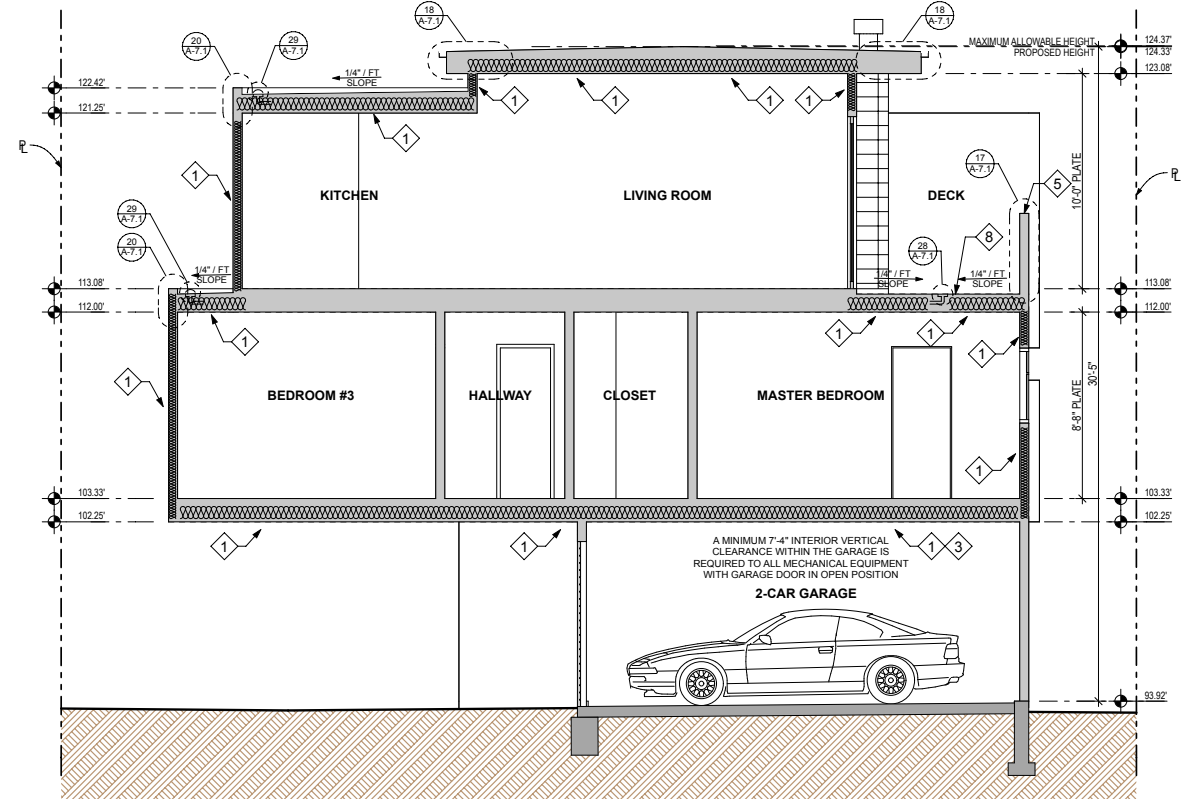 18
A-7.1
18
A-7.1
20
A-7.1
29
A-7.1
MAXIMUM ALLOWABLE HEIGHT
PROPOSED HEIGHT
124.37'
124.33'
123.08'
1/4" / FT
SLOPE
122.42'
121.25'
1
1
1
1
1
17
A-7.1
5
1
KITCHEN
LIVING ROOM
DECK
10'-0" PLATE
PL
PL
29
A-7.1
20
A-7.1
28
A-7.1
8
1/4" / FT
SLOPE
1/4" / FT
SLOPE
1/4" / FT
SLOPE
113.08'
113.08'
112.00'
112.00'
1
1
1
1
1
BEDROOM #3
HALLWAY
CLOSET
MASTER BEDROOM
8'-8" PLATE
30'-5"
1
103.33'
103.33'
102.25'
102.25'
1
1
1
3
A MINIMUM 7'-4" INTERIOR VERTICAL
CLEARANCE WITHIN THE GARAGE IS
REQUIRED TO ALL MECHANICAL EQUIPMENT
WITH GARAGE DOOR IN OPEN POSITION
2-CAR GARAGE
93.92'